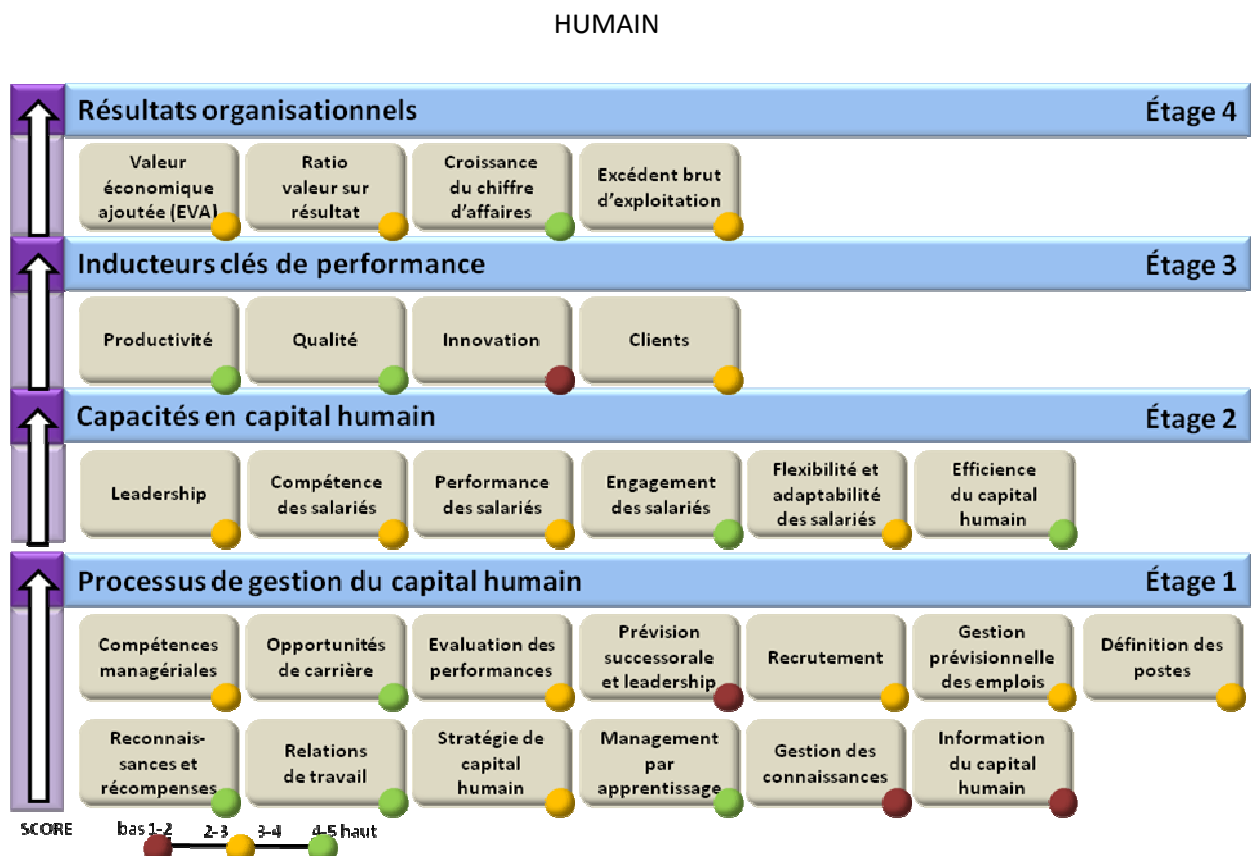 HUMAIN
Résultats organisationnels Étage 4
Valeur
économique
ajoutée (EVA)
Ratio
valeur sur
résultat
Croissance
du chiffre
d'affaires
Excédent brut
d'exploitation
Inducteurs clés de performance Étage 3
Productivité
Qualité
Innovation
Clients
Capacités en capital humain Étage 2
Leadership
Compétence
des salariés
Performance
des salariés
Engagement
des salariés
Flexibilité et
adaptabilité
des salariés
Efficience
du capital
humain
Processus de gestion du capital humain Étage 1
Compétences
managériales
Opportunités
de carrière
Evaluation des
performances
Prévision
successorale
et leadership
Recrutement
Gestion
prévisionnelle
des emplois
Définition des
postes
Reconnais-
sances et
récompenses
Relations
de travail
Stratégie de
capital
humain
Management
par
apprentissage
Gestion des
connaissances
Information
du capital
humain
SCORE bas 1-2 2-3 3-4 4-5 haut